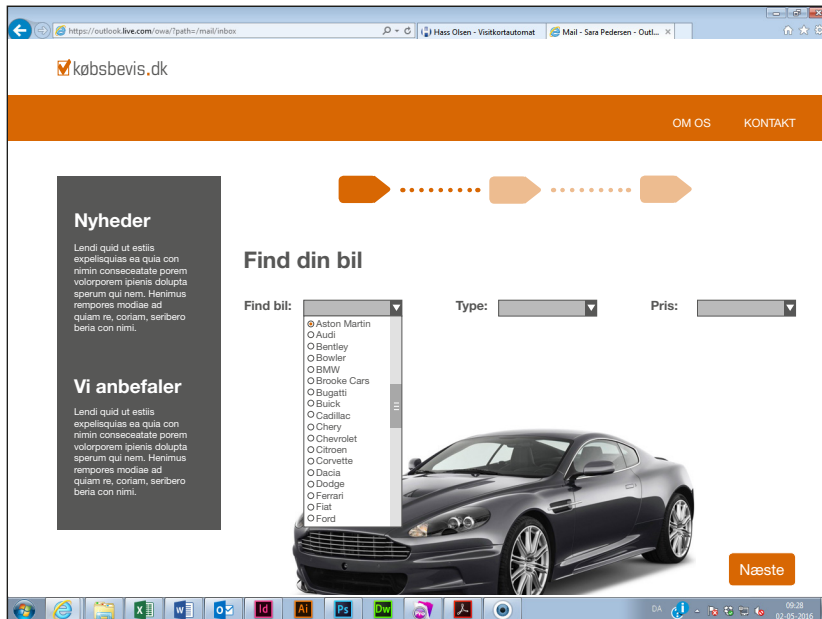 https://outlook.live.com/owa/?path=/mail/inbox
Hass Olsen - Visitkortautomat
Mail - Sara Pedersen - Outl...
købsbevis.dk
OM OS
KONTAKT
Nyheder
Lendi quid ut estiis
expelisquias ea quia con
nimin conseceatate porem
volorporem ipienis dolupta
sperum qui nem. Henimus
rempores modiae ad
quiam re, coriam, seribero
beria con nimi.
Vi anbefaler
Lendi quid ut estiis
expelisquias ea quia con
nimin conseceatate porem
volorporem ipienis dolupta
sperum qui nem. Henimus
rempores modiae ad
quiam re, coriam, seribero
beria con nimi.
Find din bil
Find bil:
Type:
Pris:
Aston Martin
Audi
Bentley
Bowler
BMW
Brooke Cars
Bugatti
Buick
Cadillac
Chery
Chevrolet
Citroen
Corvette
Dacia
Dodge
Ferrari
Fiat
Ford
Næste
Id
Ai
Ps
Dw
DA
09:28
02-05-2016